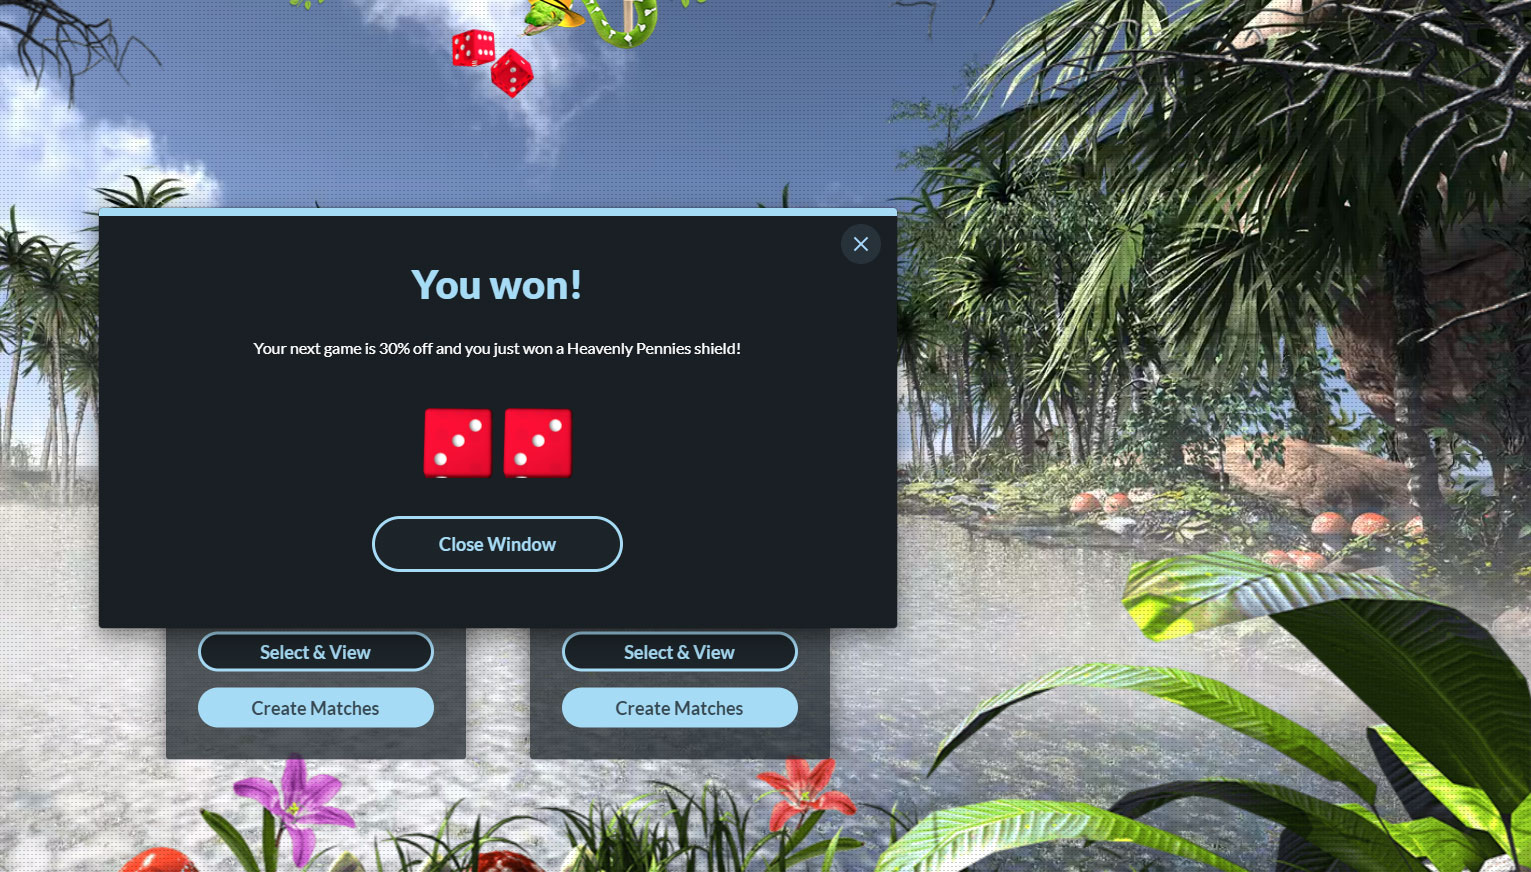 You won!
Your next game is 30% off and you just won a Heavenly Pennies shield!
Close Window
Select & View
Select & View
Create Matches
Create Matches